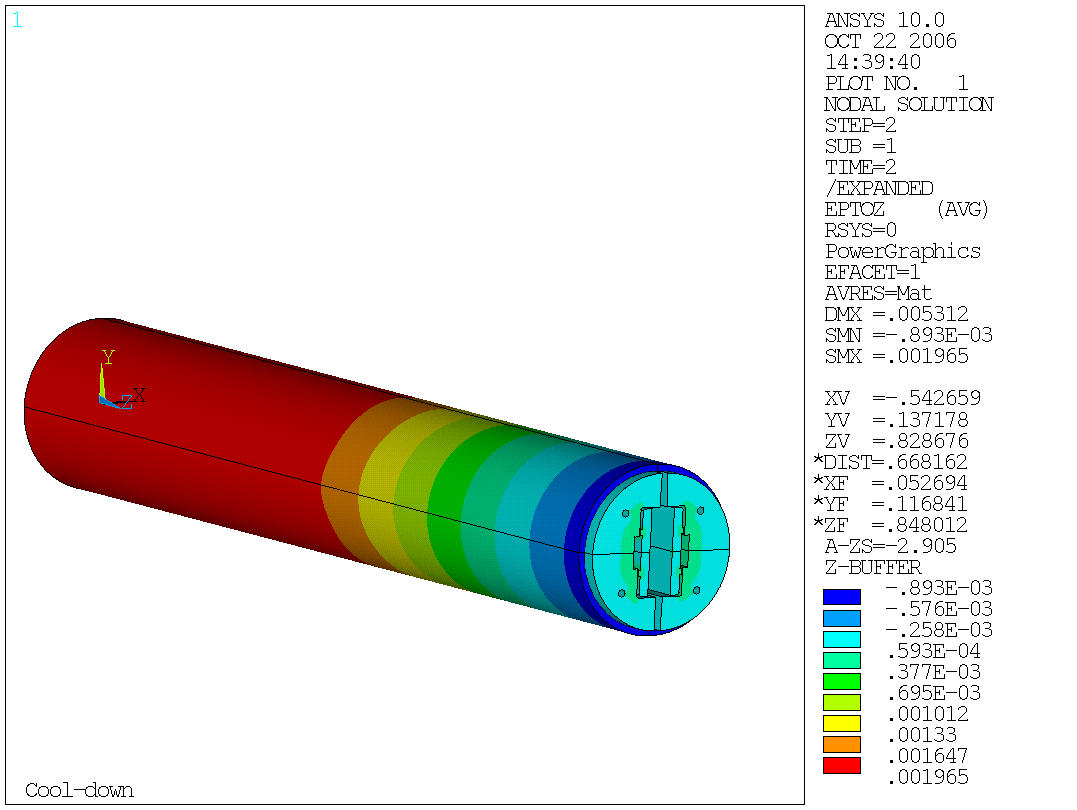 1
ANSYS 10.0
OCT 22 2006
14:39:40
PLOT NO. 1
NODAL SOLUTION
STEP=2
SUB =1
TIME=2
/EXPANDED
EPTOZ (AVG)
RSYS=0
PowerGraphics
EFACET=1
AVRES=Mat
DMX =.005312
SMN =-.893E-03
SMX =.001965
XV =-.542659
YV =.137178
ZV =.828676
*DIST=.668162
*XF =.052694
*YF =.116841
*ZF =.848012
A-ZS=-2.905
Z-BUFFER
-.893E-03
-.576E-03
-.258E-03
.593E-04
.377E-03
.695E-03
.001012
.00133
.001647
.001965
Y
Z X
Cool-down